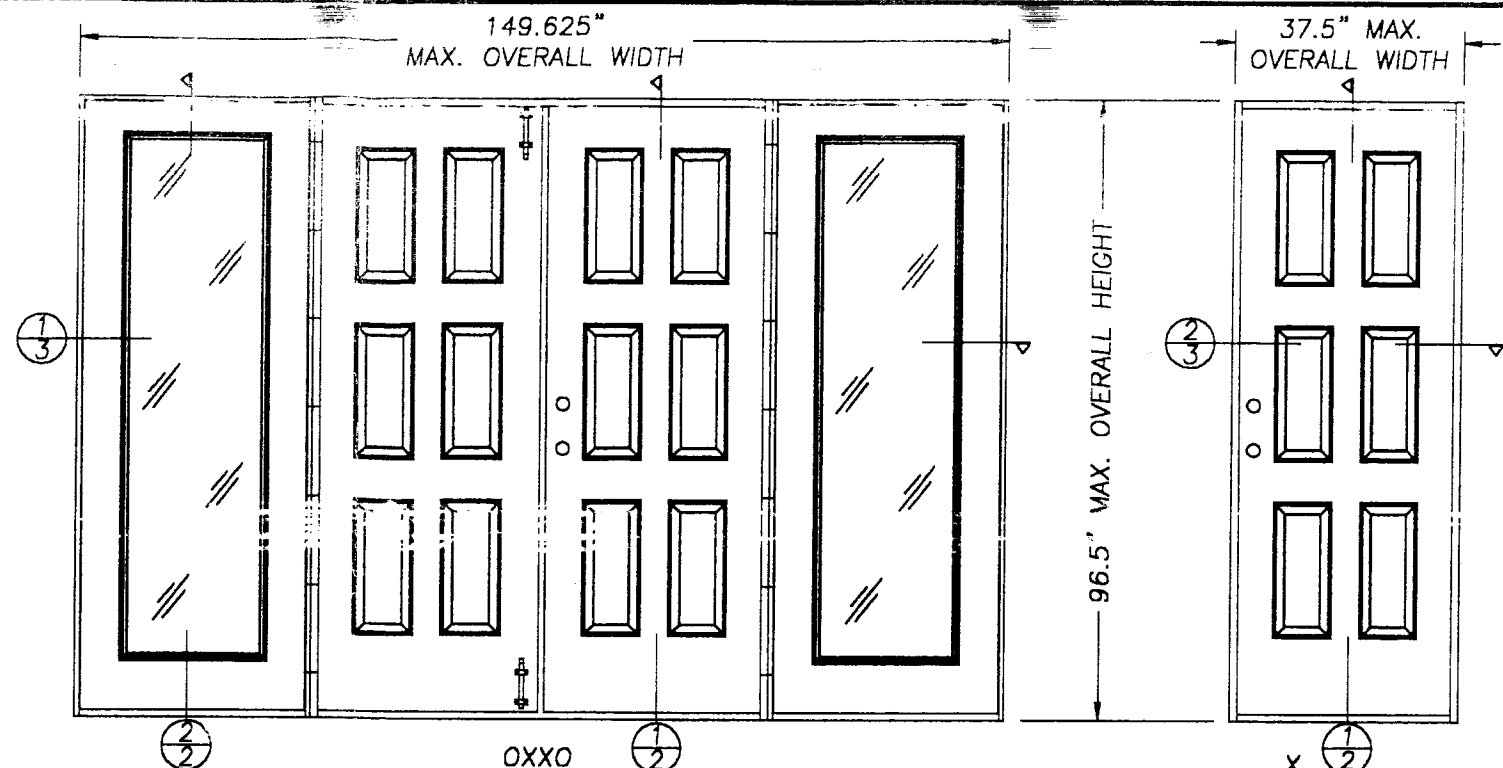 149.625"
MAX. OVERALL WIDTH
37.5" MAX.
OVERALL WIDTH
96.5" MAX. OVERALL HEIGHT
1
3
2
3
2
2
OXXO
1
2
X
1
2